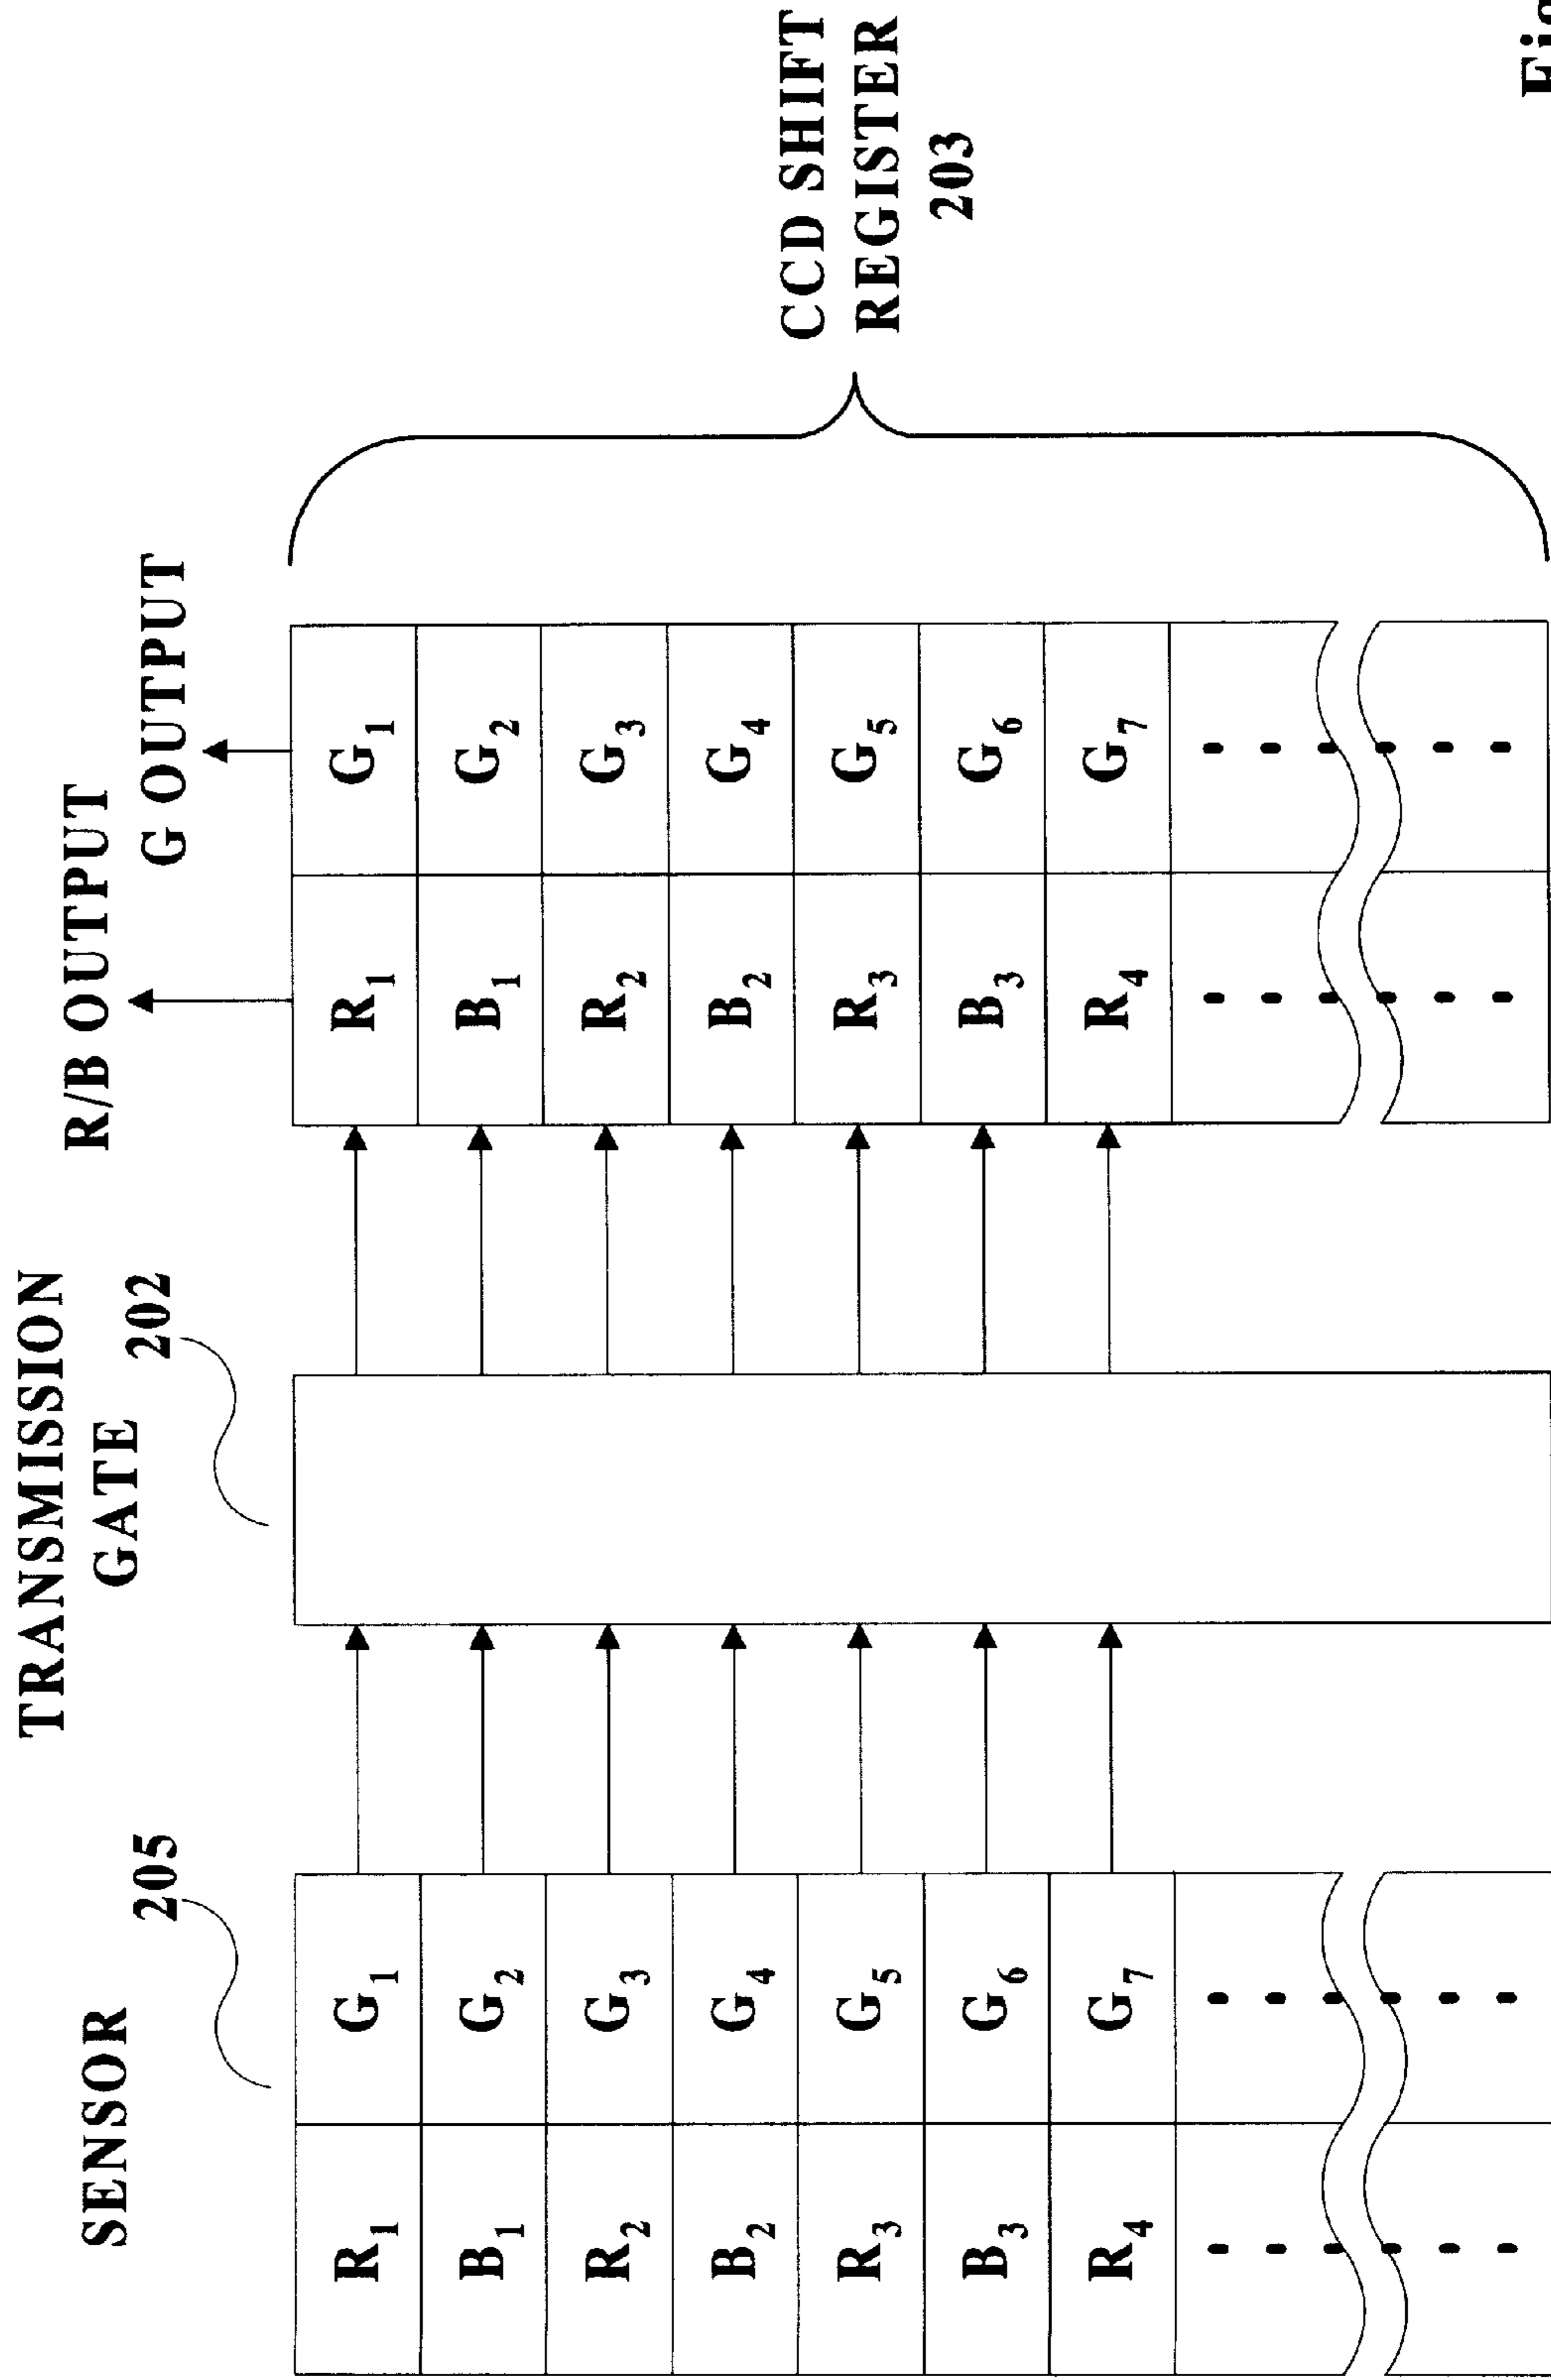 SENSOR
205
TRANSMISSION
GATE
202
R/B OUTPUT
G OUTPUT
R1 G1
B1 G2
R2 G3
B2 G4
R3 G5
B3 G6
R4 G7
R1 G1
B1 G2
R2 G3
B2 G4
R3 G5
B3 G6
R4 G7
CCD SHIFT
REGISTER
203